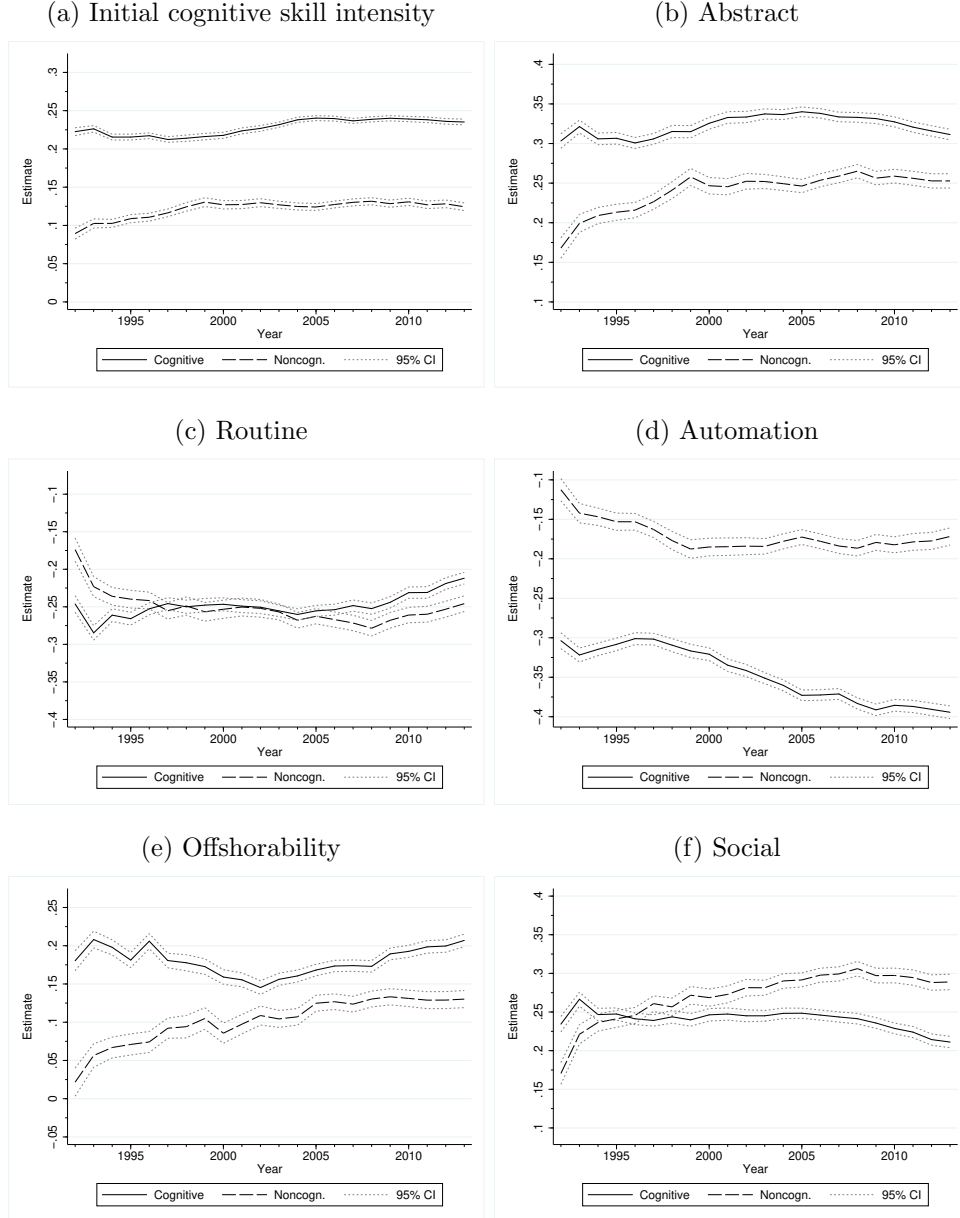 (a) Initial cognitive skill intensity
.3
.25
.2
.15
.1
.05
0
Estimate
1995 2000 2005 2010
Year
Cognitive Noncogn. 95% CI
(b) Abstract
.4
.35
.3
.25
.2
.15
.1
Estimate
1995 2000 2005 2010
Year
Cognitive Noncogn. 95% CI
(c) Routine
-.1
-.15
-.2
-.25
-.3
-.35
-.4
Estimate
1995 2000 2005 2010
Year
Cognitive Noncogn. 95% CI
(d) Automation
-.1
-.15
-.2
-.25
-.3
-.35
-.4
Estimate
1995 2000 2005 2010
Year
Cognitive Noncogn. 95% CI
(e) Offshorability
.25
.2
.15
.1
.05
0
-.05
Estimate
1995 2000 2005 2010
Year
Cognitive Noncogn. 95% CI
(f) Social
.4
.35
.3
.25
.2
.15
.1
Estimate
1995 2000 2005 2010
Year
Cognitive Noncogn. 95% CI